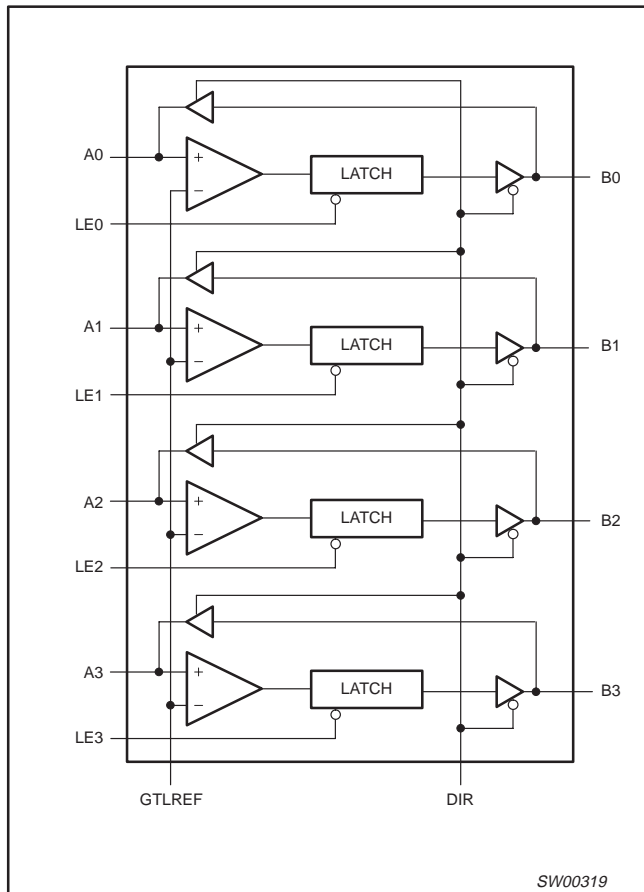 A0
+
−
LATCH
B0
LE0
A1
+
−
LATCH
B1
LE1
A2
+
−
LATCH
B2
LE2
A3
+
−
LATCH
B3
LE3
GTLREF
DIR
SW00319